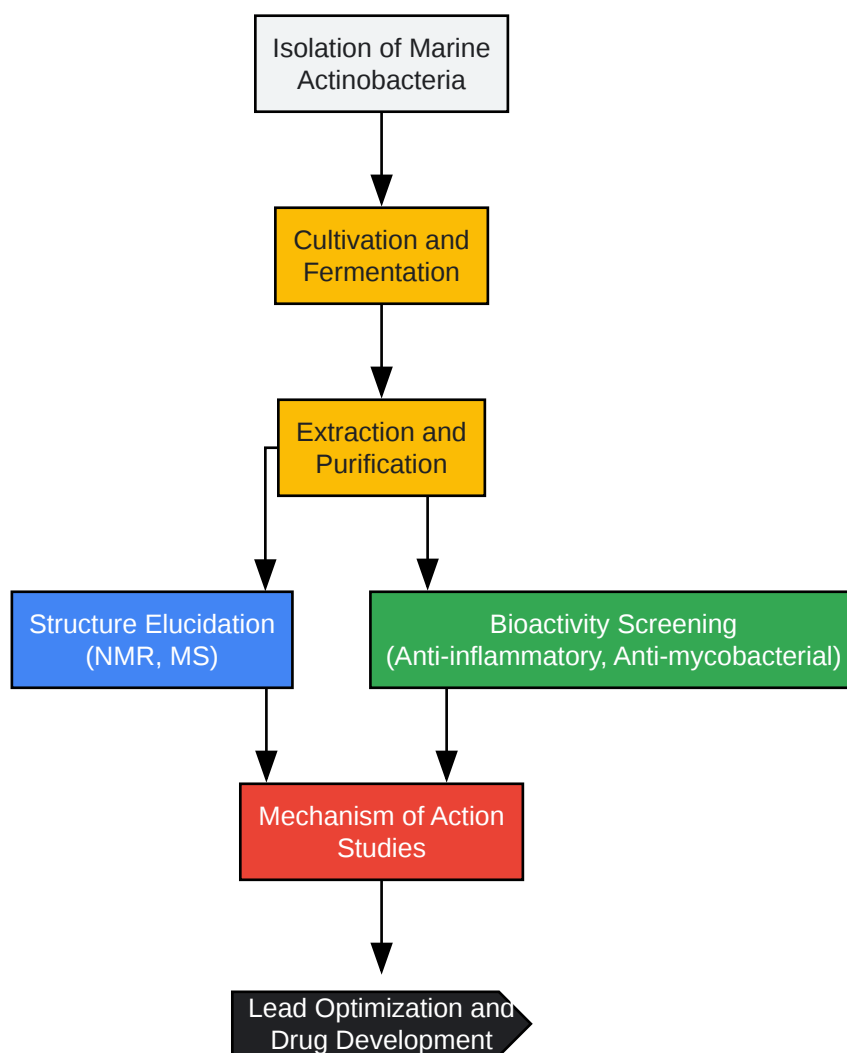 Isolation of Marine
Actinobacteria
Cultivation and
Fermentation
Extraction and
Purification
Structure Elucidation
(NMR, MS)
Bioactivity Screening
(Anti-inflammatory, Anti-mycobacterial)
Mechanism of Action
Studies
Lead Optimization and
Drug Development